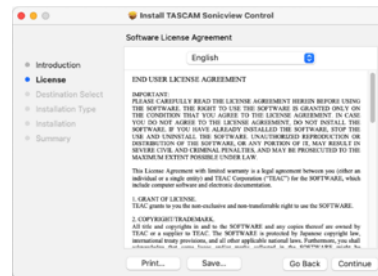 Install TASCAM Sonicview Control
Software License Agreement
English
Introduction
License
Destination Select
Installation Type
Installation
Summary
END USER LICENSE AGREEMENT
IMPORTANT:
PLEASE CAREFULLY READ THE LICENSE AGREEMENT HEREIN BEFORE USING
THE SOFTWARE. THE RIGHT TO USE THE SOFTWARE IS GRANTED ONLY ON
THE CONDITION THAT YOU AGREE TO THE LICENSE AGREEMENT. IN CASE
YOU DO NOT AGREE TO THE LICENSE AGREEMENT, DO NOT INSTALL THE
SOFTWARE. IF YOU HAVE ALREADY INSTALLED THE SOFTWARE, STOP THE
USE AND UNINSTALL THE SOFTWARE. UNAUTHORIZED REPRODUCTION OR
DISTRIBUTION OF THE SOFTWARE, OR ANY PORTION OF IT, MAY RESULT IN
SEVERE CIVIL AND CRIMINAL PENALTIES, AND MAY BE PROSECUTED TO THE
MAXIMUM EXTENT POSSIBLE UNDER LAW.
This License Agreement with limited warranty is a legal agreement between you (either an
individual or a single entity) and TEAC Corporation ("TEAC") for the SOFTWARE, which
include computer software and electronic documentation.
1. GRANT OF LICENSE.
TEAC grants to you the non-exclusive and non-transferable right to use the SOFTWARE.
2. COPYRIGHT/TRADEMARK.
All title and copyrights in and to the SOFTWARE and any copies thereof are owned by
TEAC or a supplier to TEAC. The SOFTWARE is protected by Japanese copyright law,
international treaty provisions, and all other applicable national laws. Furthermore, you shall
Print...
Save...
Go Back
Continue